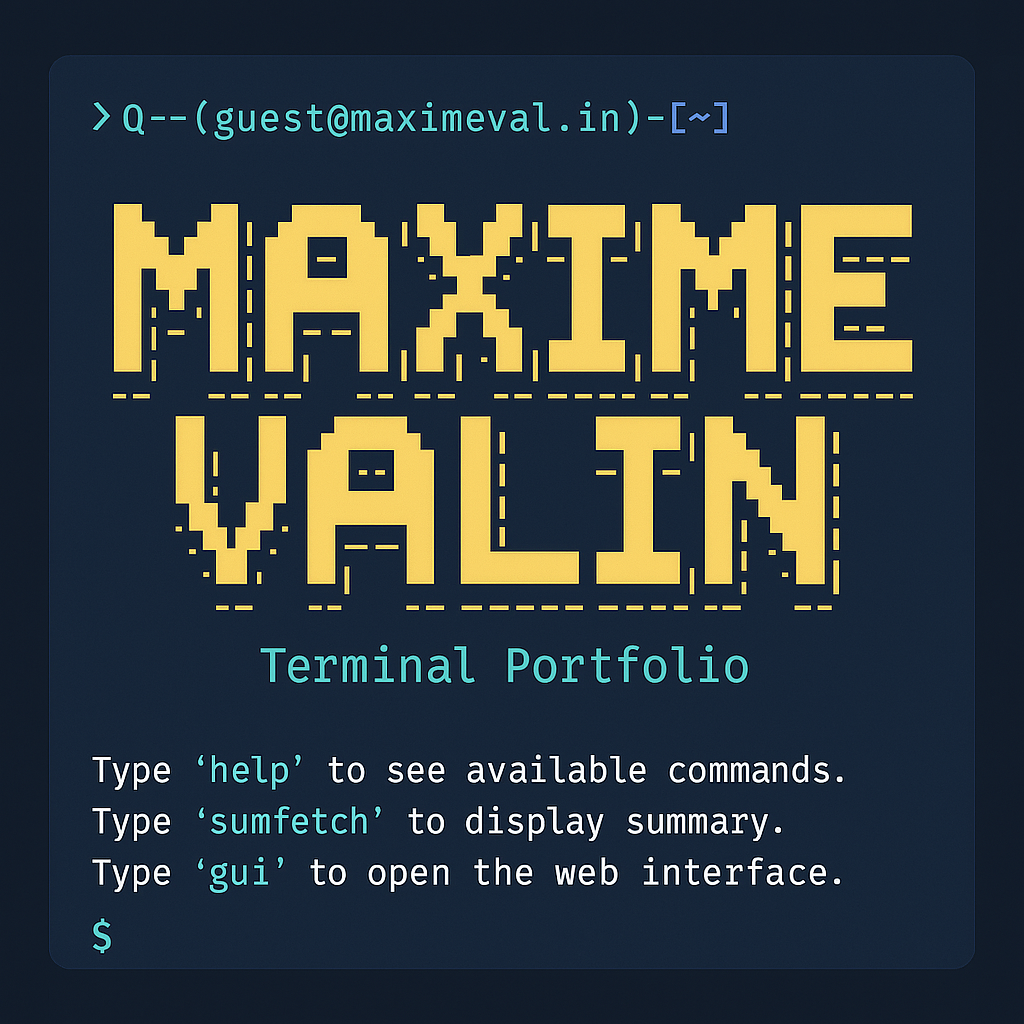 ❯ Q--(guest@maximeval.in)-[~]
MAXIME
VALIN
Terminal Portfolio
Type ‘help’ to see available commands.
Type ‘sumfetch’ to display summary.
Type ‘gui’ to open the web interface.
$